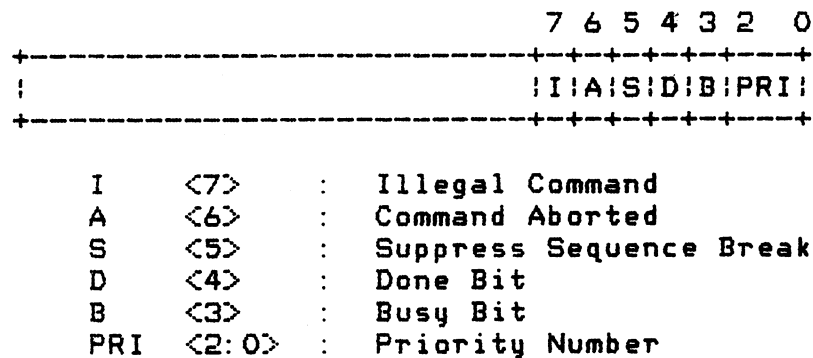 7 6 5 4 3 2 0
+--------------------------------+-+-+-+-+-+----+
¦ ¦I¦A¦S¦D¦B¦PRI¦
+--------------------------------+-+-+-+-+-+----+
I <7> : Illegal Command
A <6> : Command Aborted
S <5> : Suppress Sequence Break
D <4> : Done Bit
B <3> : Busy Bit
PRI <2:0> : Priority Number